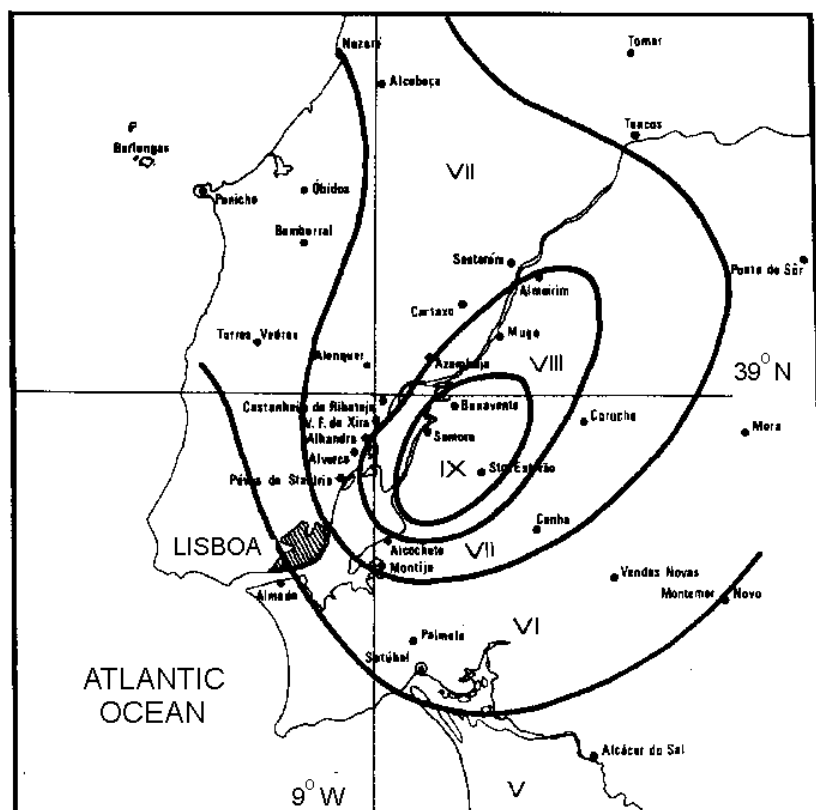 Nazaré
Tomar
Alcobaça
Tancos
Berlengas
VII
Peniche
Óbidos
Bombarral
Santarém
Ponte de Sôr
Almeirim
Cartaxo
Torres Vedras
Muge
Alenquer
Azambuja
VIII
39° N
Castanheira do Ribatejo
Benavente
V. F. de Xira
Coruche
Alhandra
Samora
Mora
Alverca
IX
Sto. Estêvão
Póvoa de Sta Iria
LISBOA
Canha
Alcochete
VII
Montijo
Almada
Vendas Novas
Montemor Novo
Palmela
VI
Setúbal
ATLANTIC
OCEAN
Alcácer do Sal
9° W
V